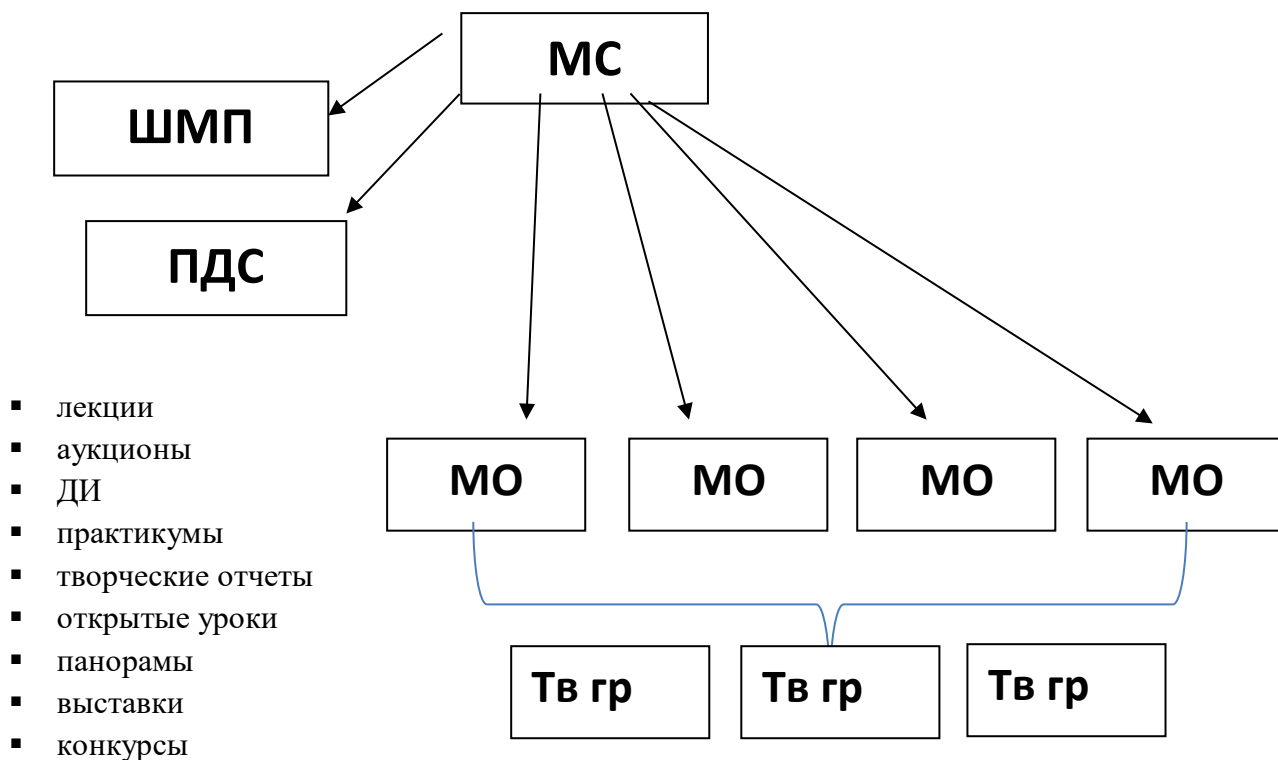 МС
ШМП
ПДС
▪ лекции
▪ аукционы
▪ ДИ
▪ практикумы
▪ творческие отчеты
▪ открытые уроки
▪ панорамы
▪ выставки
▪ конкурсы
МО
МО
МО
МО
Тв гр
Тв гр
Тв гр